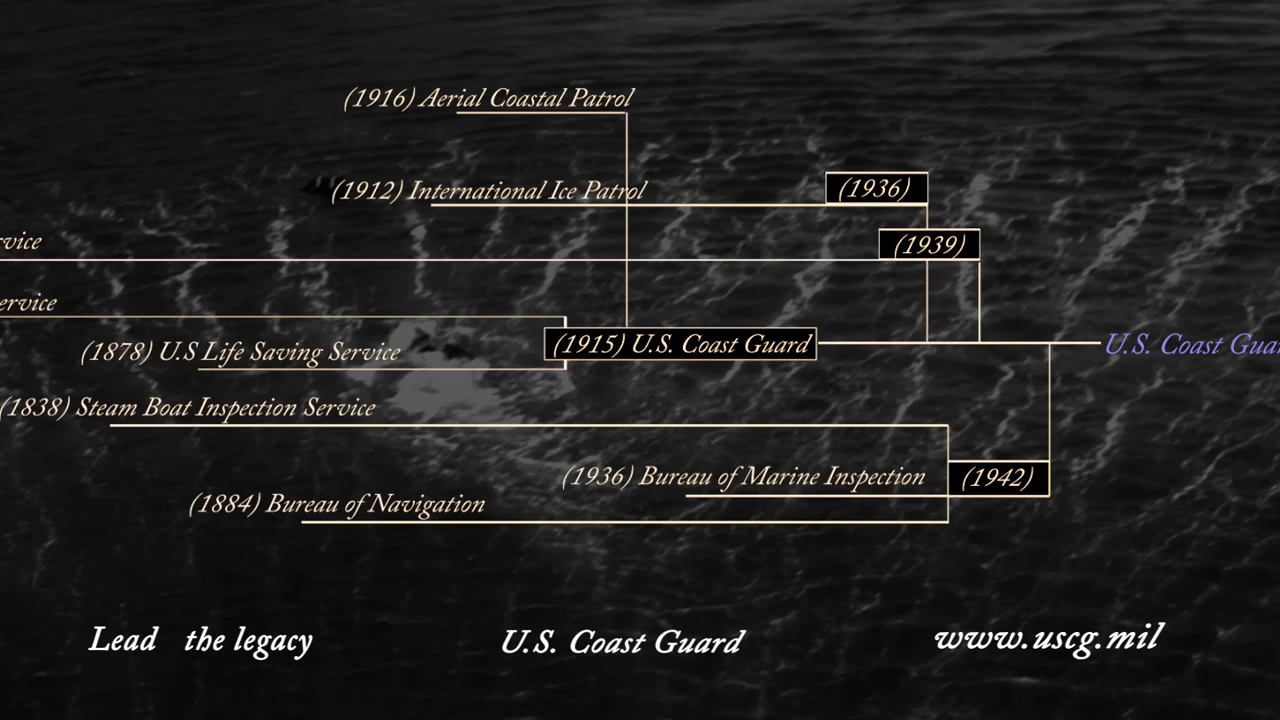 (1916) Aerial Coastal Patrol
(1912) International Ice Patrol
(1936)
rvice
(1939)
ervice
(1915) U.S. Coast Guard
U.S. Coast Guar
(1878) U.S Life Saving Service
(1838) Steam Boat Inspection Service
(1936) Bureau of Marine Inspection
(1942)
(1884) Bureau of Navigation
Lead the legacy
U.S. Coast Guard
www.uscg.mil